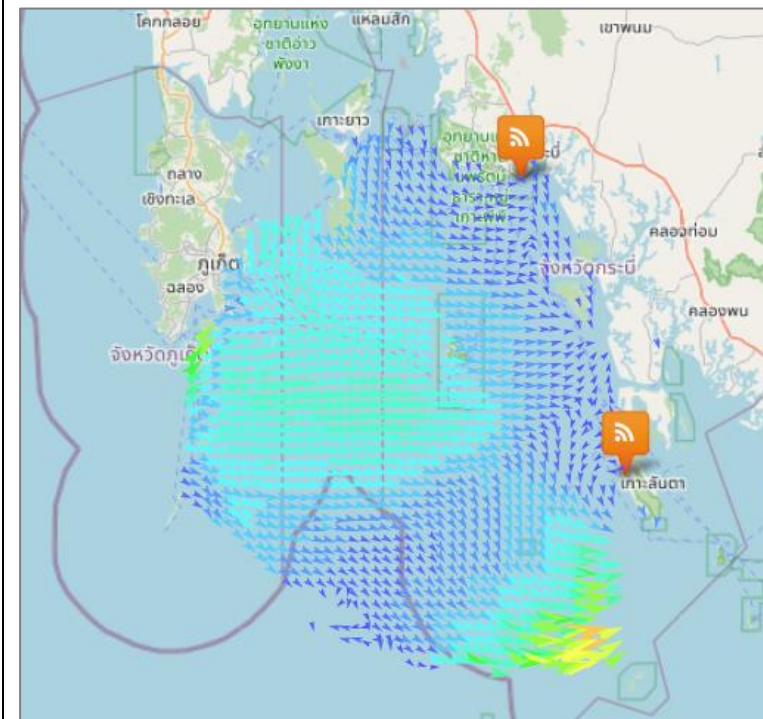 โคกกลอย
อุทยานแห่ง
ชาติอ่าว
พังงา
แหลมสัก
เขาพนม
เกาะยาว
ถลาง
เชิงทะเล
ภูเก็ต
ฉลอง
จังหวัดภูเก็ต
จังหวัดกระบี่
คลองท่อม
คลองพน
เกาะลันตา